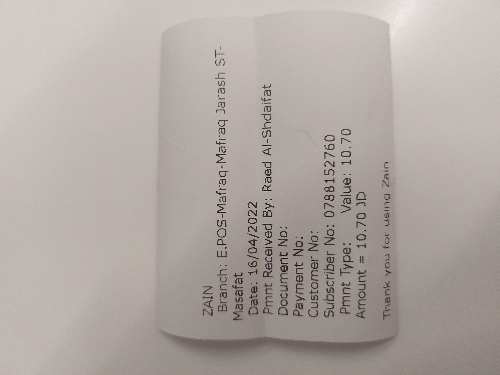 ZAIN
Branch: E.POS-Mafraq-Mafraq Jarash ST-
Masafat
Date: 16/04/2022
Pmnt Received By: Raed Al-Shdaifat
Document No:
Payment No:
Customer No:
Subscriber No: 0788152760
Pmnt Type: Value: 10.70
Amount = 10.70 JD
Thank you for using Zain